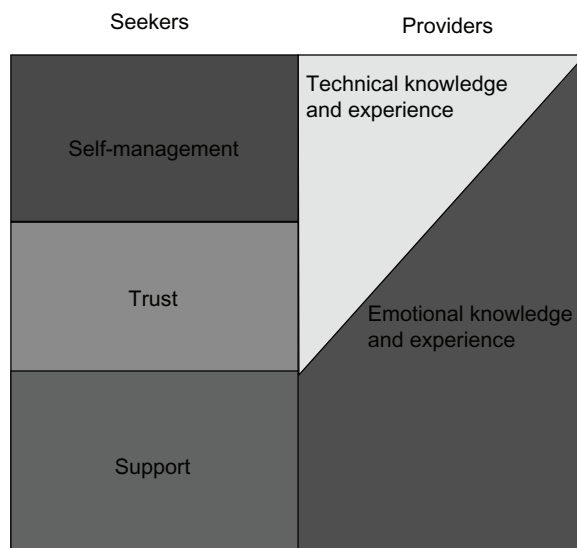 Seekers
Providers
Technical knowledge
and experience
Self-management
Trust
Emotional knowledge
and experience
Support